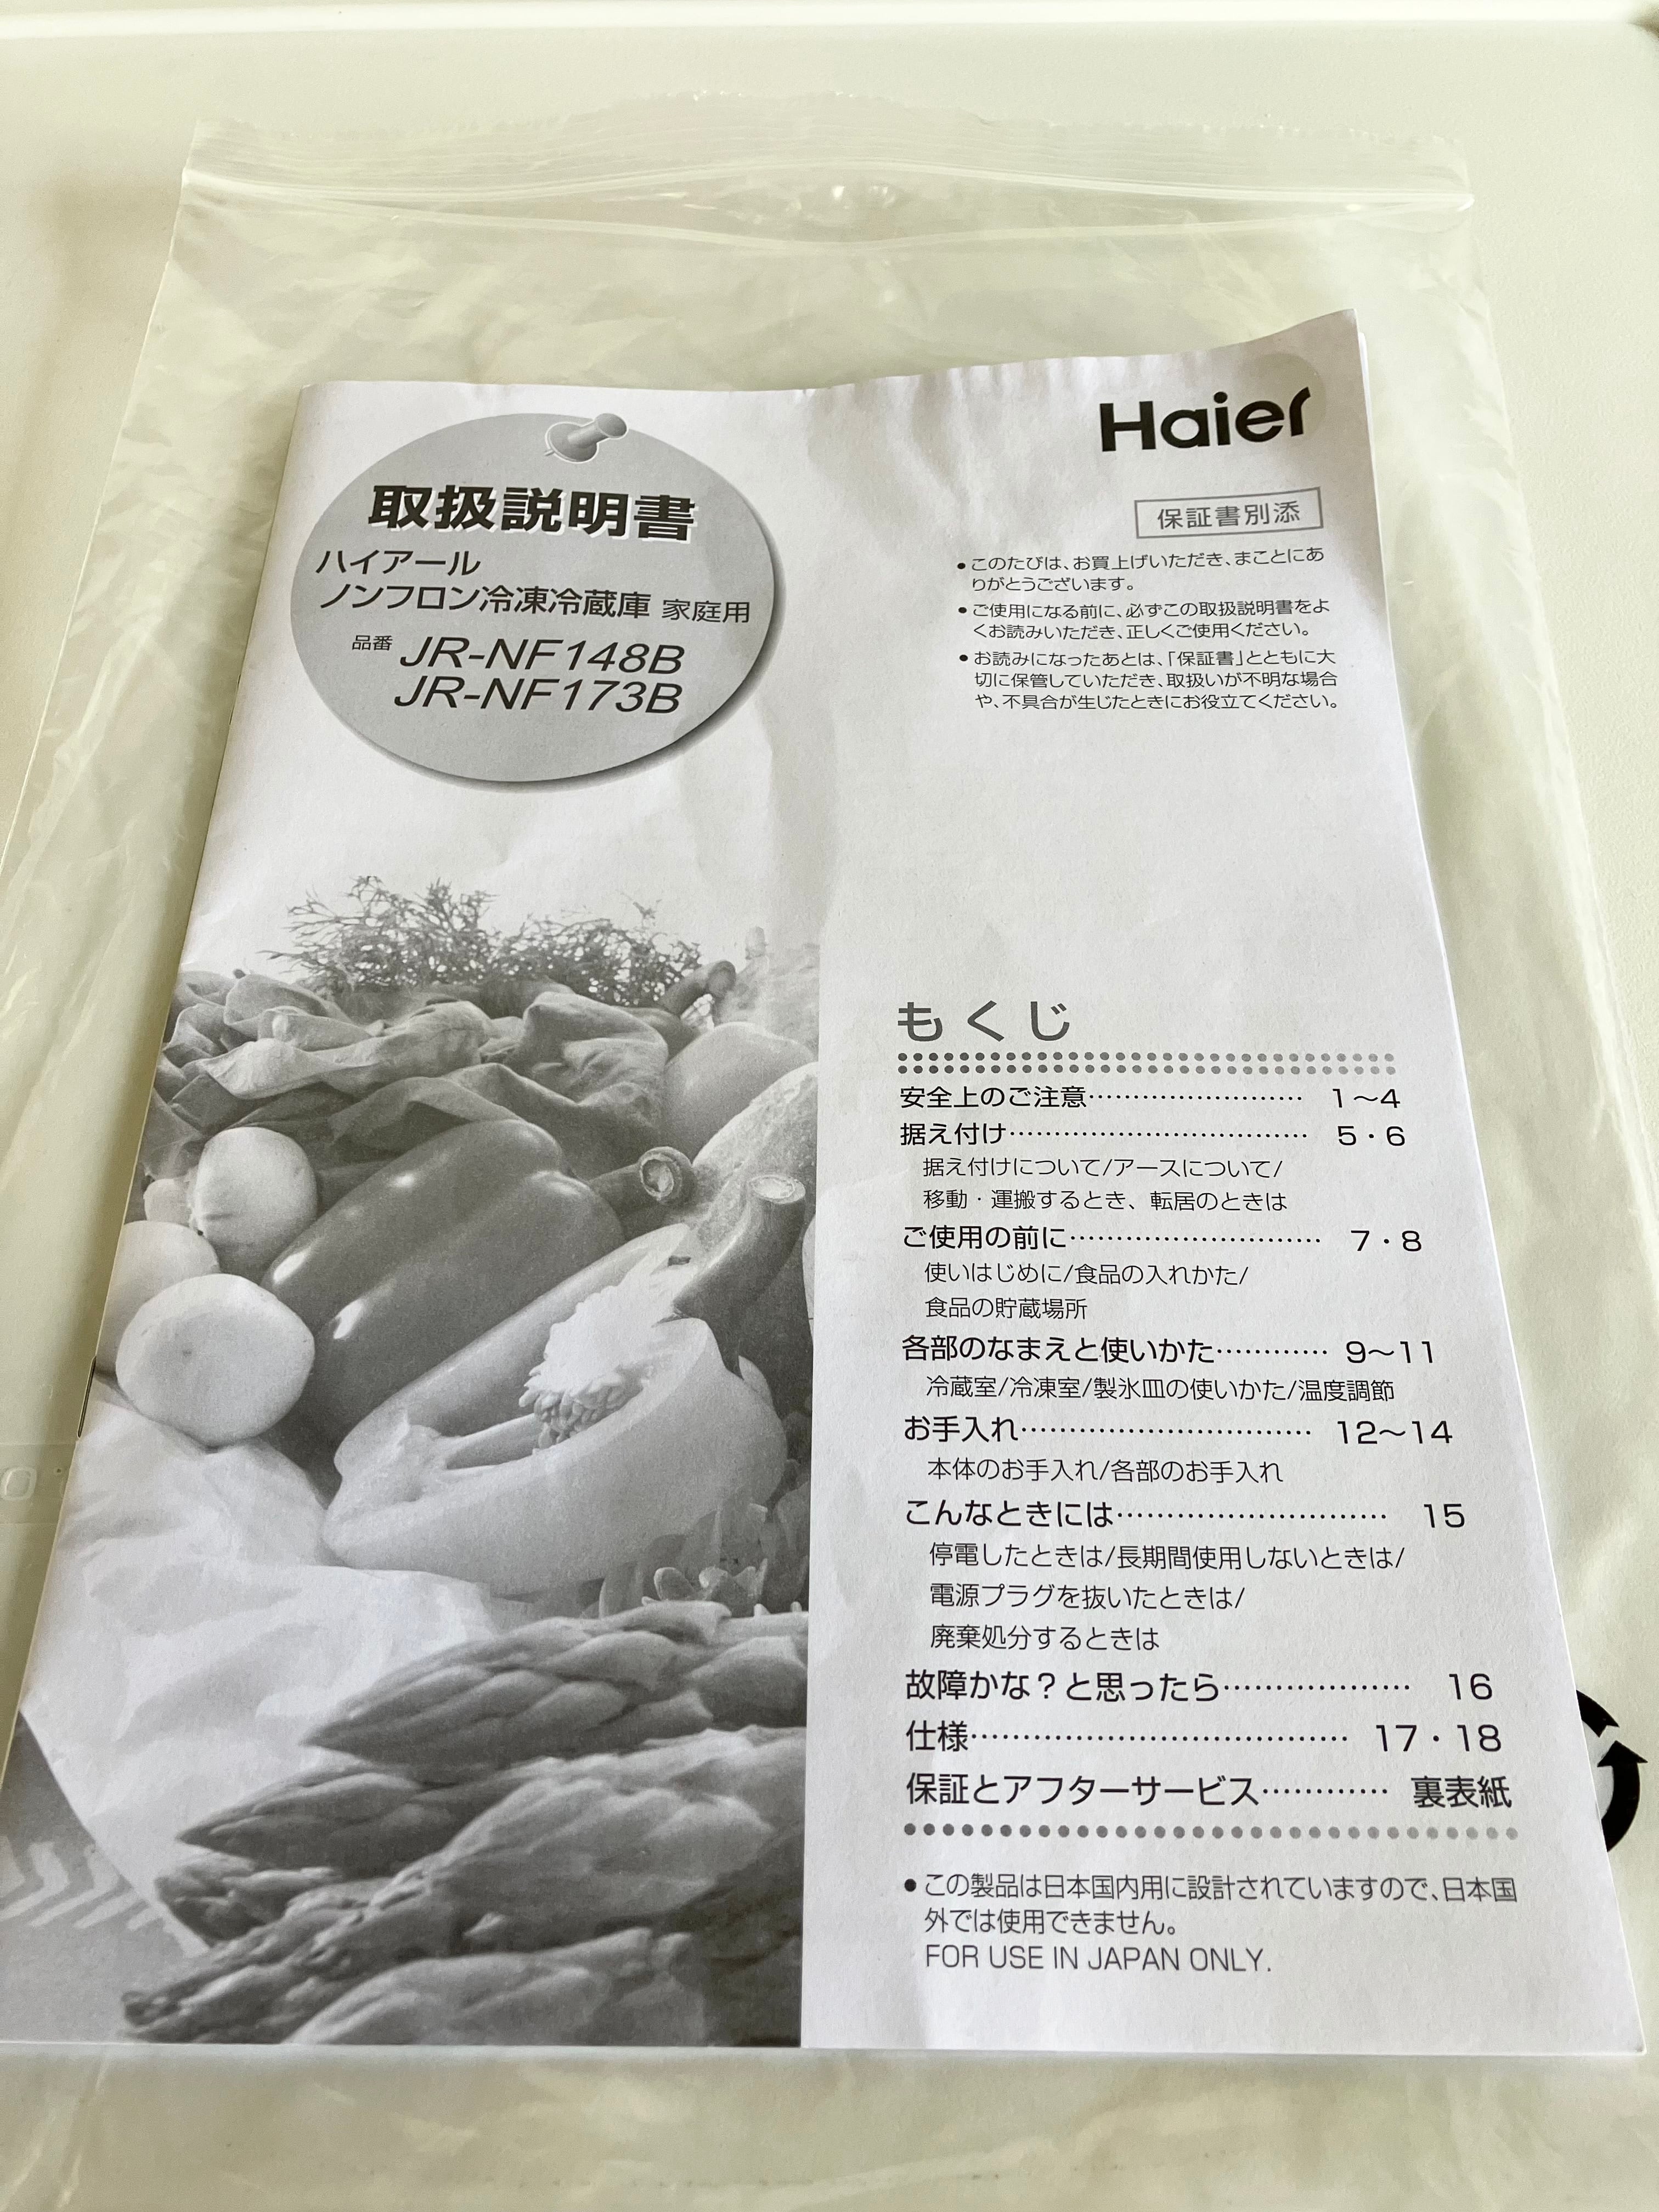 Haier
取扱説明書
ハイアール
ノンフロン冷凍冷蔵庫 家庭用
品番 JR-NF148B
JR-NF173B
保証書別添
●このたびは、お買上げいただき、まことにあ
りがとうございます。
●ご使用になる前に、必ずこの取扱説明書をよ
くお読みいただき、正しくご使用ください。
●お読みになったあとは、「保証書」とともに大
切に保管していただき、取扱いが不明な場合
や、不具合が生じたときにお役立てください。
もくじ
安全上のご注意…………………… 1～4
据え付け…………………………… 5・6
据え付けについて/アースについて/
移動・運搬するとき、転居のときは
ご使用の前に……………………… 7・8
使いはじめに/食品の入れかた/
食品の貯蔵場所
各部のなまえと使いかた………… 9～11
冷蔵室/冷凍室/製氷皿の使いかた/温度調節
お手入れ………………………… 12～14
本体のお手入れ/各部のお手入れ
こんなときには……………………… 15
停電したときは/長期間使用しないときは/
電源プラグを抜いたときは/
廃棄処分するときは
故障かな？と思ったら……………… 16
仕様……………………………… 17・18
保証とアフターサービス………… 裏表紙
●この製品は日本国内用に設計されていますので、日本国
外では使用できません。
FOR USE IN JAPAN ONLY.